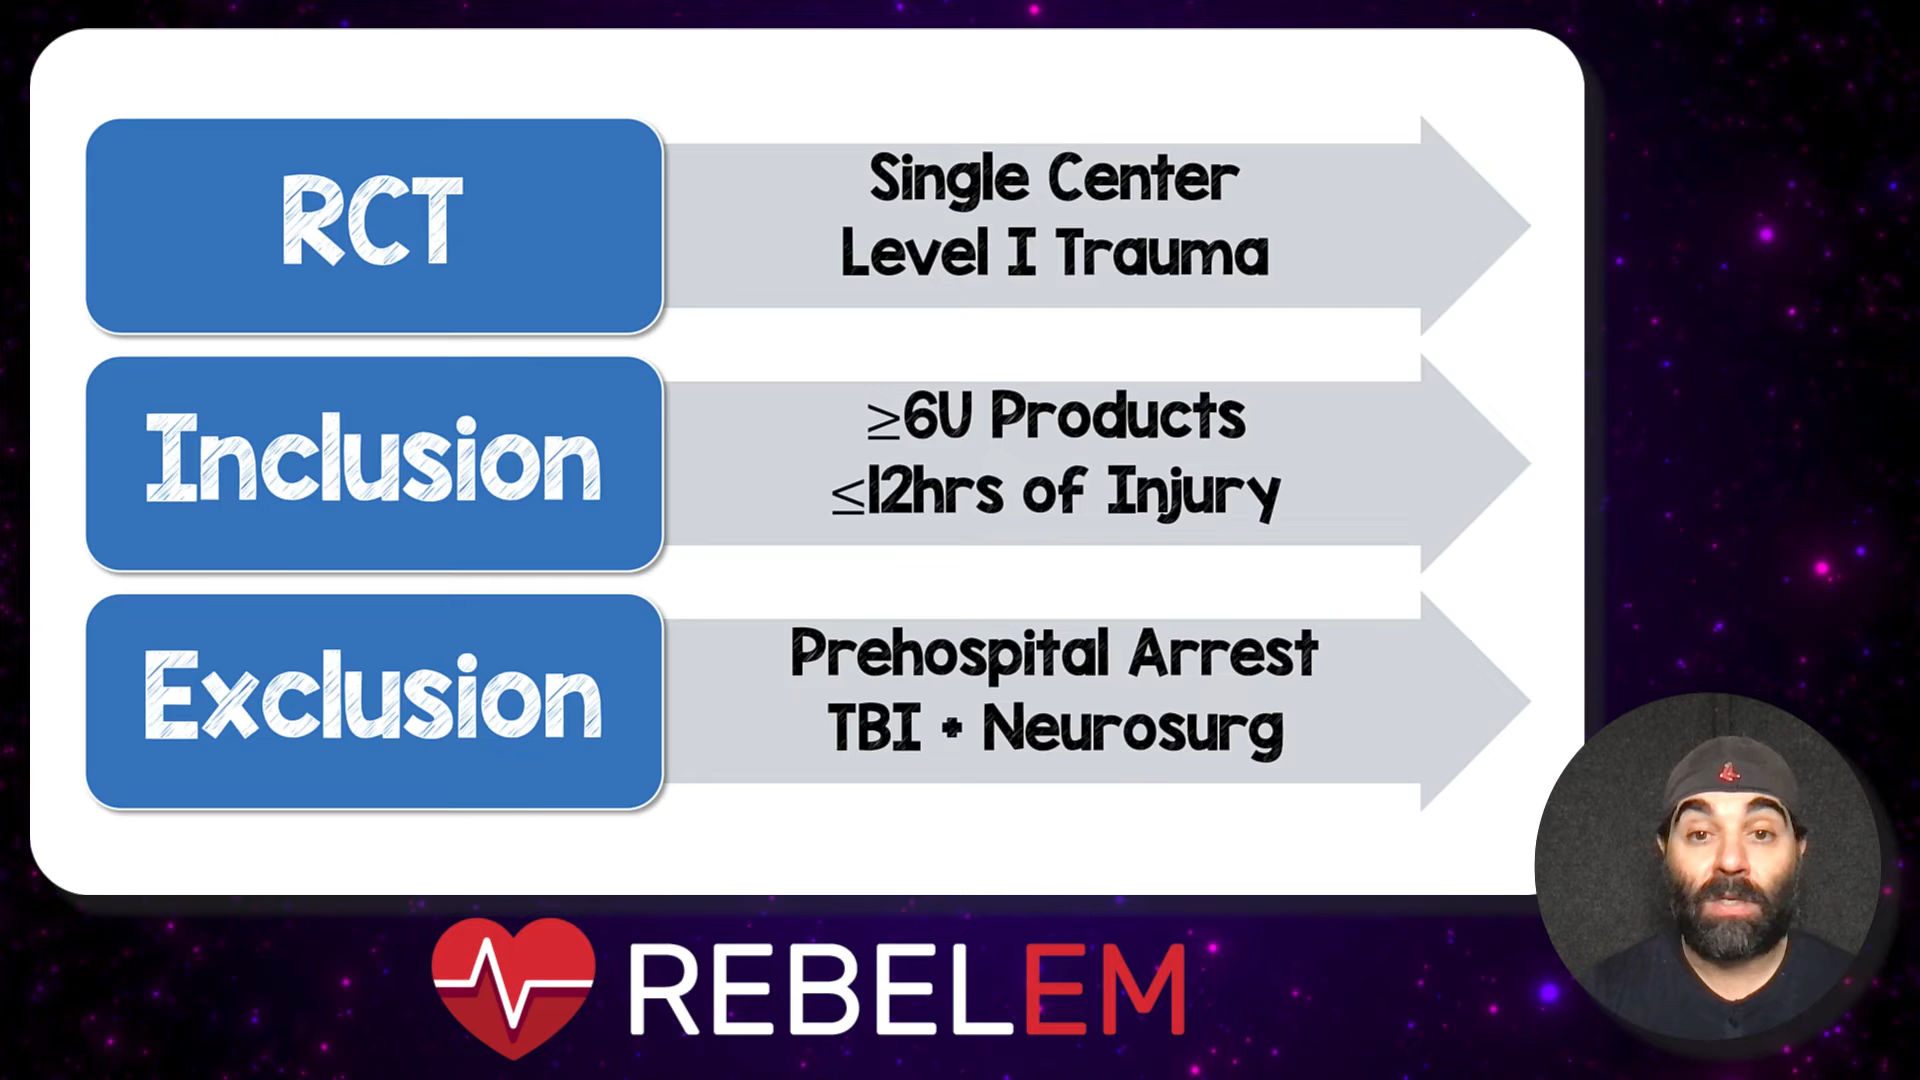 RCT
Single Center
Level I Trauma
Inclusion
≥6U Products
≤12hrs of Injury
Exclusion
Prehospital Arrest
TBI + Neurosurg
REBELEM